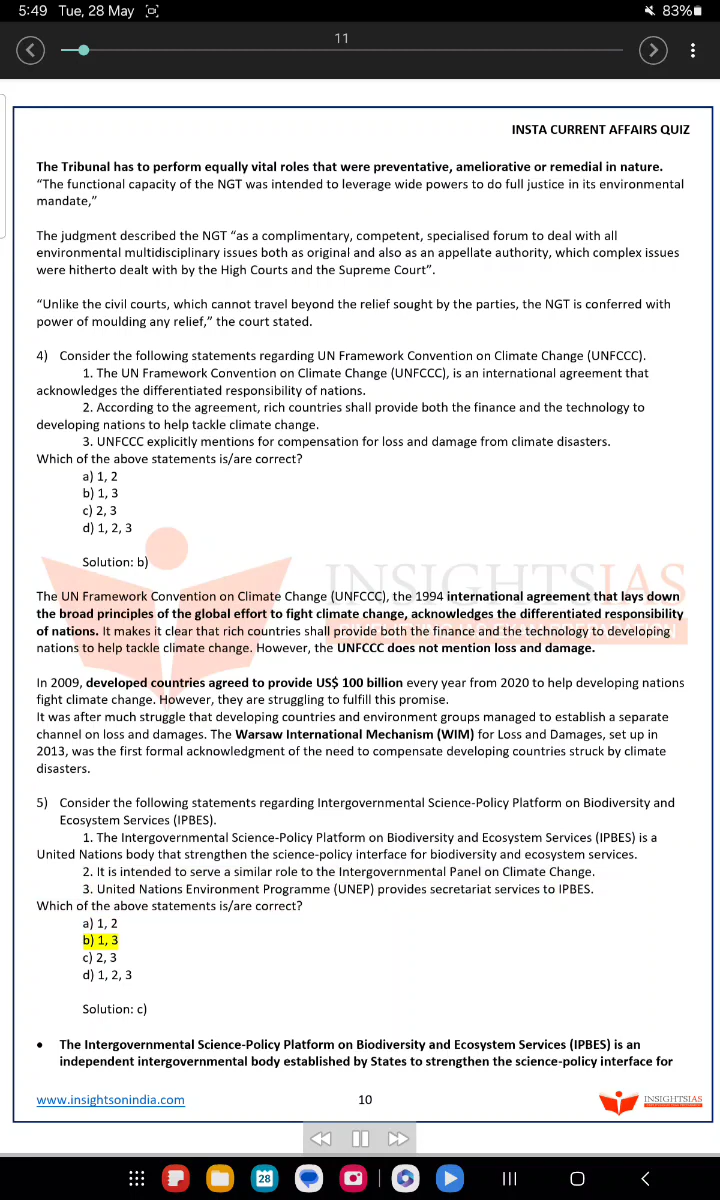 5:49 Tue, 28 May
83%
11
INSTA CURRENT AFFAIRS QUIZ
The Tribunal has to perform equally vital roles that were preventative, ameliorative or remedial in nature.
“The functional capacity of the NGT was intended to leverage wide powers to do full justice in its environmental
mandate,”
The judgment described the NGT “as a complimentary, competent, specialised forum to deal with all
environmental multidisciplinary issues both as original and also as an appellate authority, which complex issues
were hitherto dealt with by the High Courts and the Supreme Court”.
“Unlike the civil courts, which cannot travel beyond the relief sought by the parties, the NGT is conferred with
power of moulding any relief,” the court stated.
4) Consider the following statements regarding UN Framework Convention on Climate Change (UNFCCC).
1. The UN Framework Convention on Climate Change (UNFCCC), is an international agreement that
acknowledges the differentiated responsibility of nations.
2. According to the agreement, rich countries shall provide both the finance and the technology to
developing nations to help tackle climate change.
3. UNFCCC explicitly mentions for compensation for loss and damage from climate disasters.
Which of the above statements is/are correct?
a) 1, 2
b) 1, 3
c) 2, 3
d) 1, 2, 3
Solution: b)
INSIGHTSIAS
The UN Framework Convention on Climate Change (UNFCCC), the 1994 international agreement that lays down
the broad principles of the global effort to fight climate change, acknowledges the differentiated responsibility
of nations. It makes it clear that rich countries shall provide both the finance and the technology to developing
nations to help tackle climate change. However, the UNFCCC does not mention loss and damage.
In 2009, developed countries agreed to provide US$ 100 billion every year from 2020 to help developing nations
fight climate change. However, they are struggling to fulfill this promise.
It was after much struggle that developing countries and environment groups managed to establish a separate
channel on loss and damages. The Warsaw International Mechanism (WIM) for Loss and Damages, set up in
2013, was the first formal acknowledgment of the need to compensate developing countries struck by climate
disasters.
5) Consider the following statements regarding Intergovernmental Science-Policy Platform on Biodiversity and
Ecosystem Services (IPBES).
1. The Intergovernmental Science-Policy Platform on Biodiversity and Ecosystem Services (IPBES) is a
United Nations body that strengthen the science-policy interface for biodiversity and ecosystem services.
2. It is intended to serve a similar role to the Intergovernmental Panel on Climate Change.
3. United Nations Environment Programme (UNEP) provides secretariat services to IPBES.
Which of the above statements is/are correct?
a) 1, 2
b) 1, 3
c) 2, 3
d) 1, 2, 3
Solution: c)
• The Intergovernmental Science-Policy Platform on Biodiversity and Ecosystem Services (IPBES) is an
independent intergovernmental body established by States to strengthen the science-policy interface for
www.insightsonindia.com
10
INSIGHTSIAS
28